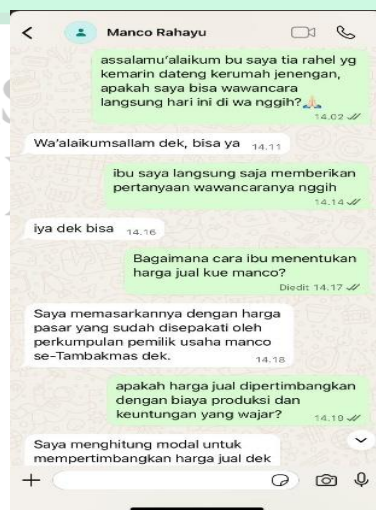 Manco Rahayu
assalamu'alaikum bu saya tia rahel yg
kemarin dateng kerumah jenengan,
apakah saya bisa wawancara
langsung hari ini di wa nggih?🙏🏻
14.02
Wa'alaikumsallam dek, bisa ya 14.11
ibu saya langsung saja memberikan
pertanyaan wawancaranya nggih
14.14
iya dek bisa 14.16
Bagaimana cara ibu menentukan
harga jual kue manco?
Diedit 14.17
Saya memasarkannya dengan harga
pasar yang sudah disepakati oleh
perkumpulan pemilik usaha manco
se-Tambakmas dek. 14.18
apakah harga jual dipertimbangkan
dengan biaya produksi dan
keuntungan yang wajar? 14.19
Saya menghitung modal untuk
mempertimbangkan harga jual dek